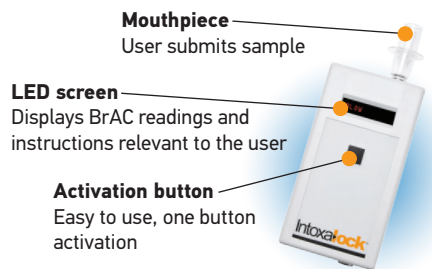 Mouthpiece
User submits sample
LED screen
Displays BrAC readings and
instructions relevant to the user
BLOW
Activation button
Easy to use, one button
activation
Intoxalock